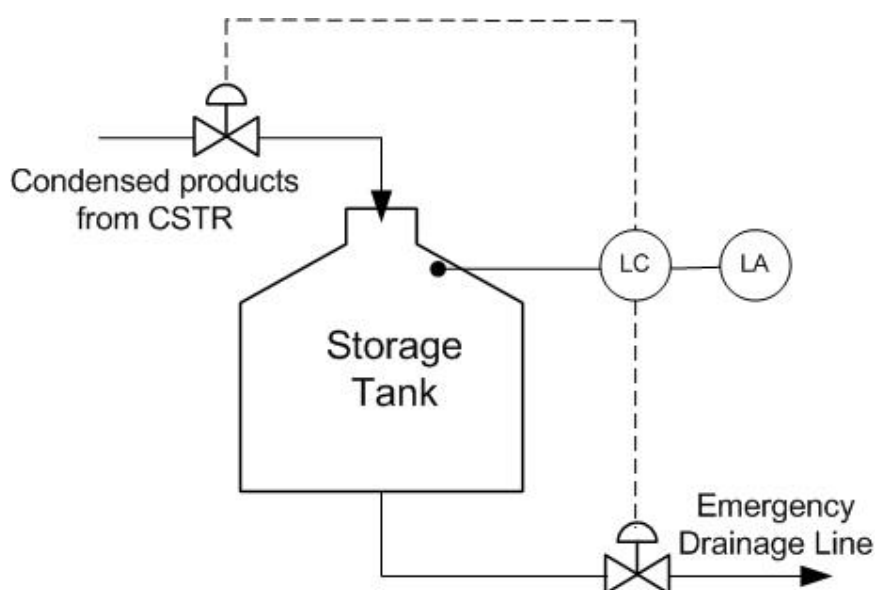 Condensed products
from CSTR
LC
LA
Storage
Tank
Emergency
Drainage Line